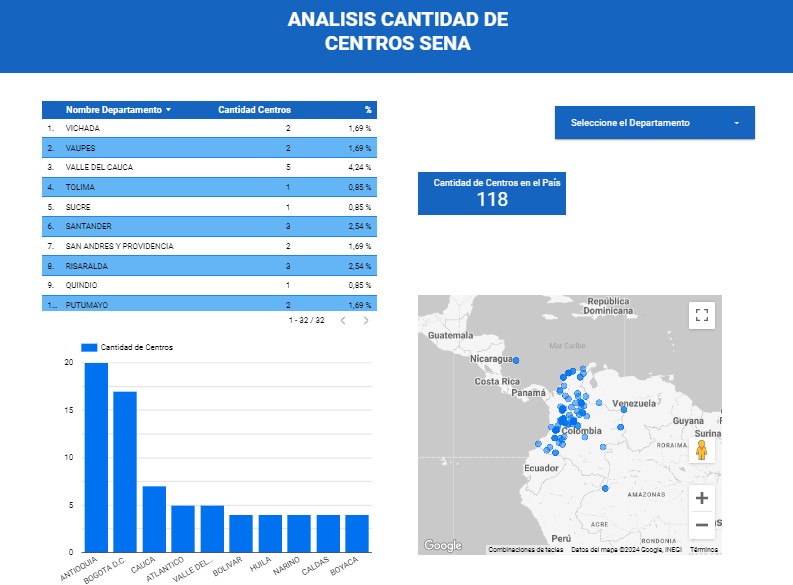 ANALISIS CANTIDAD DE
CENTROS SENA
Nombre Departamento Cantidad Centros %
1. VICHADA 2 1,69 %
2. VAUPES 2 1,69 %
3. VALLE DEL CAUCA 5 4,24 %
4. TOLIMA 1 0,85 %
5. SUCRE 1 0,85 %
6. SANTANDER 3 2,54 %
7. SAN ANDRES Y PROVIDENCIA 2 1,69 %
8. RISARALDA 3 2,54 %
9. QUINDIO 1 0,85 %
1... PUTUMAYO 2 1,69 %
1 - 32 / 32
Seleccione el Departamento
Cantidad de Centros en el País
118
Cantidad de Centros
20
15
10
5
0
ANTIOQUIA
BOGOTA D.C.
CAUCA
ATLANTICO
VALLE DEL...
BOLIVAR
HUILA
NARINO
CALDAS
BOYACA
República
Dominicana
Guatemala
Mar Caribe
Nicaragua
Costa Rica
Panamá
Venezuela
Guyana
Surina
Colombia
RORAIMA
Ecuador
AMAZONAS
ACRE
RONDONIA
Perú
Google
Combinaciones de teclas Datos del mapa ©2024 Google, INEGI Términos